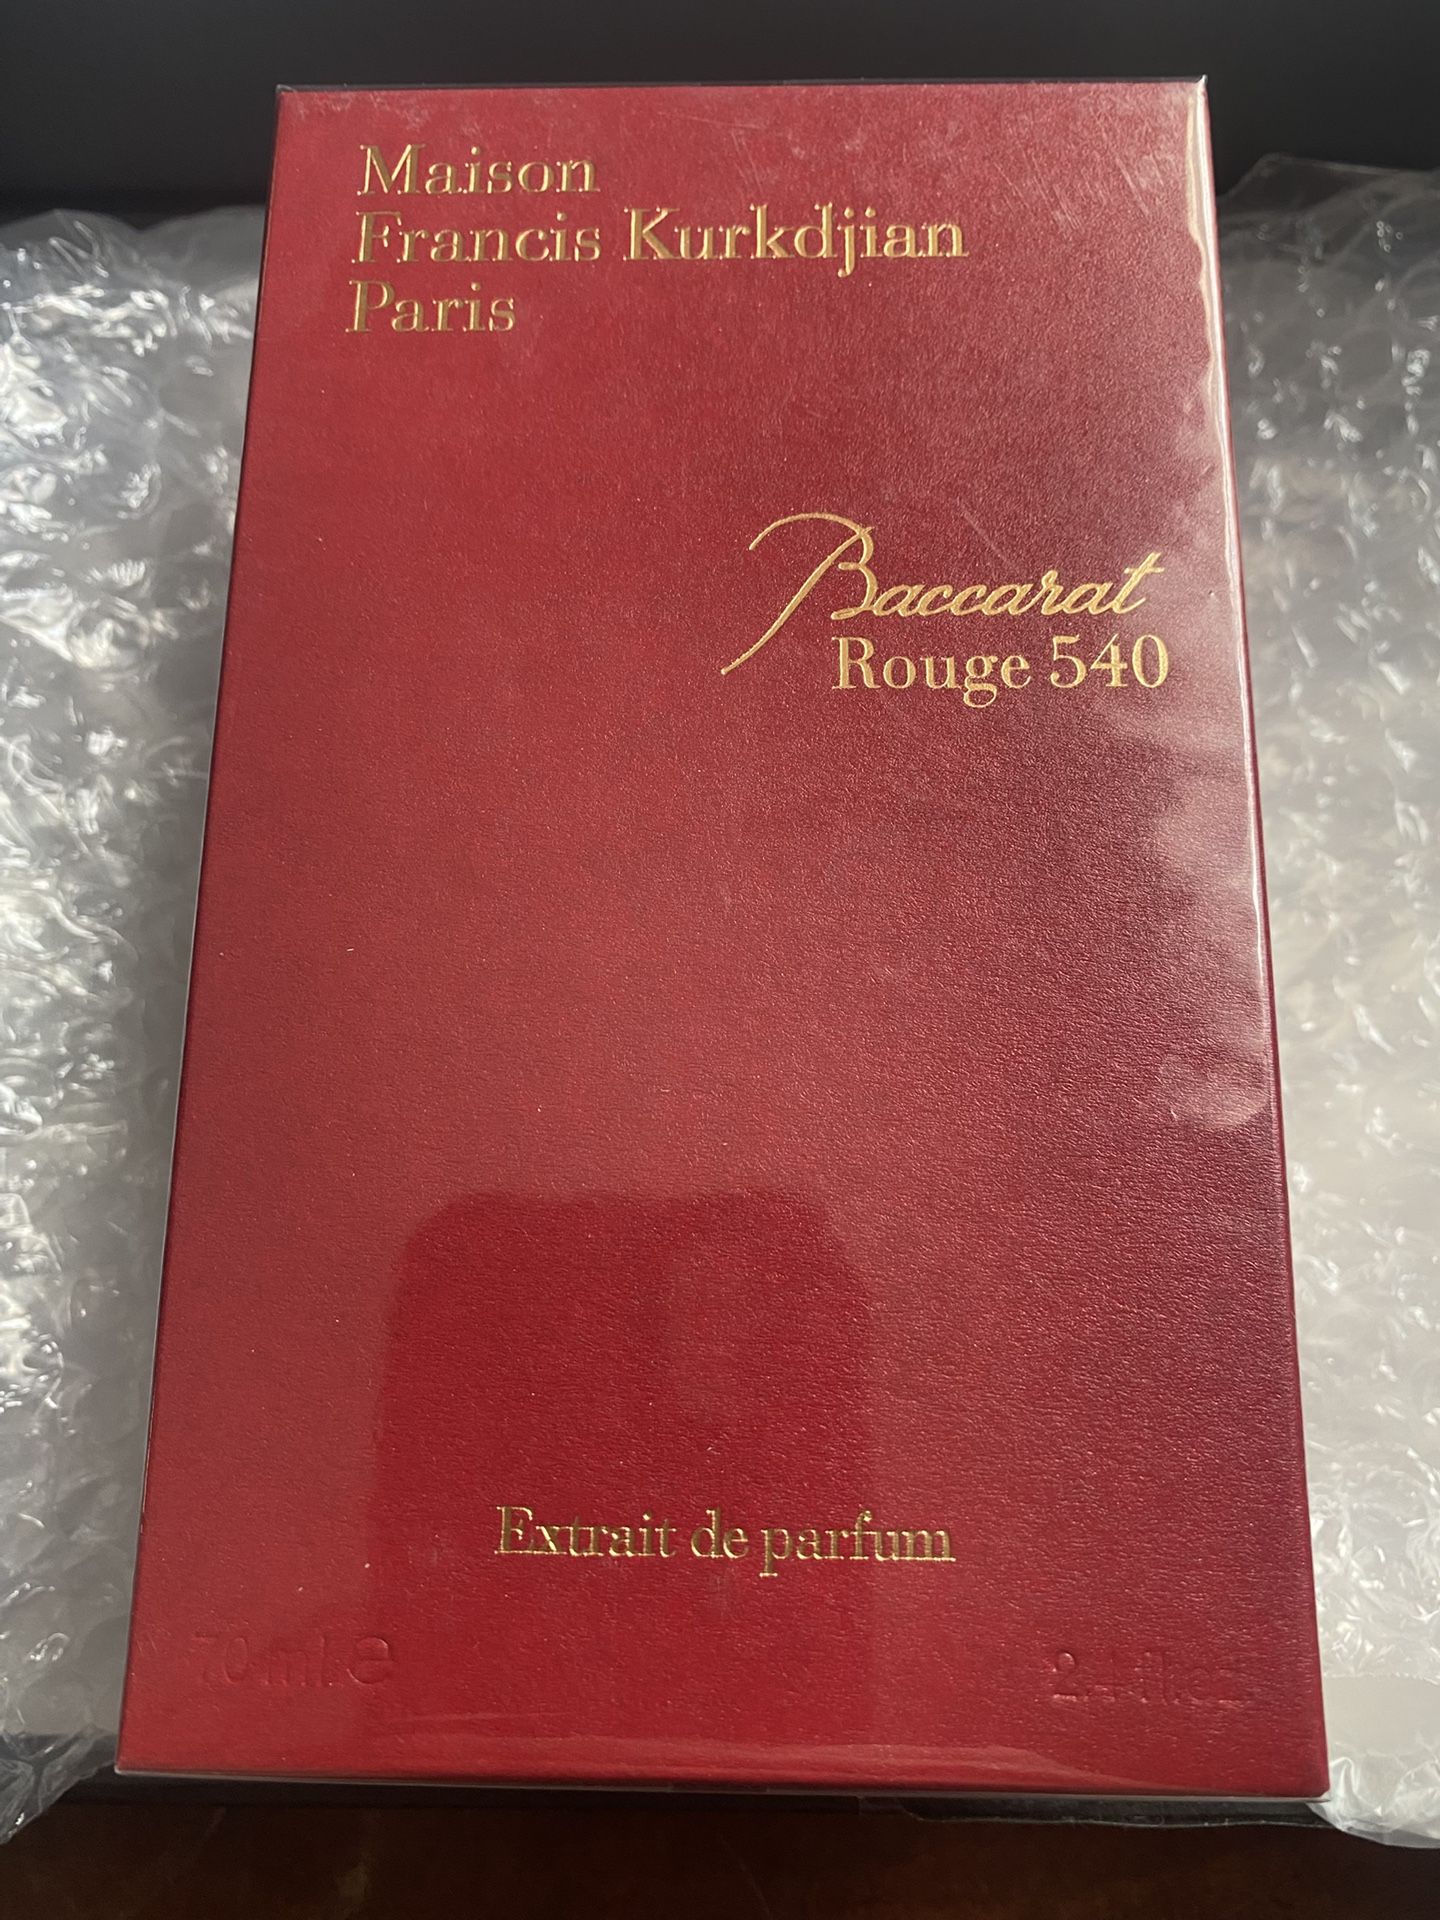 Maison
Francis Kurkdjian
Paris
Baccarat
Rouge 540
Extrait de parfum
70 ml ℮ 2.4 fl.oz